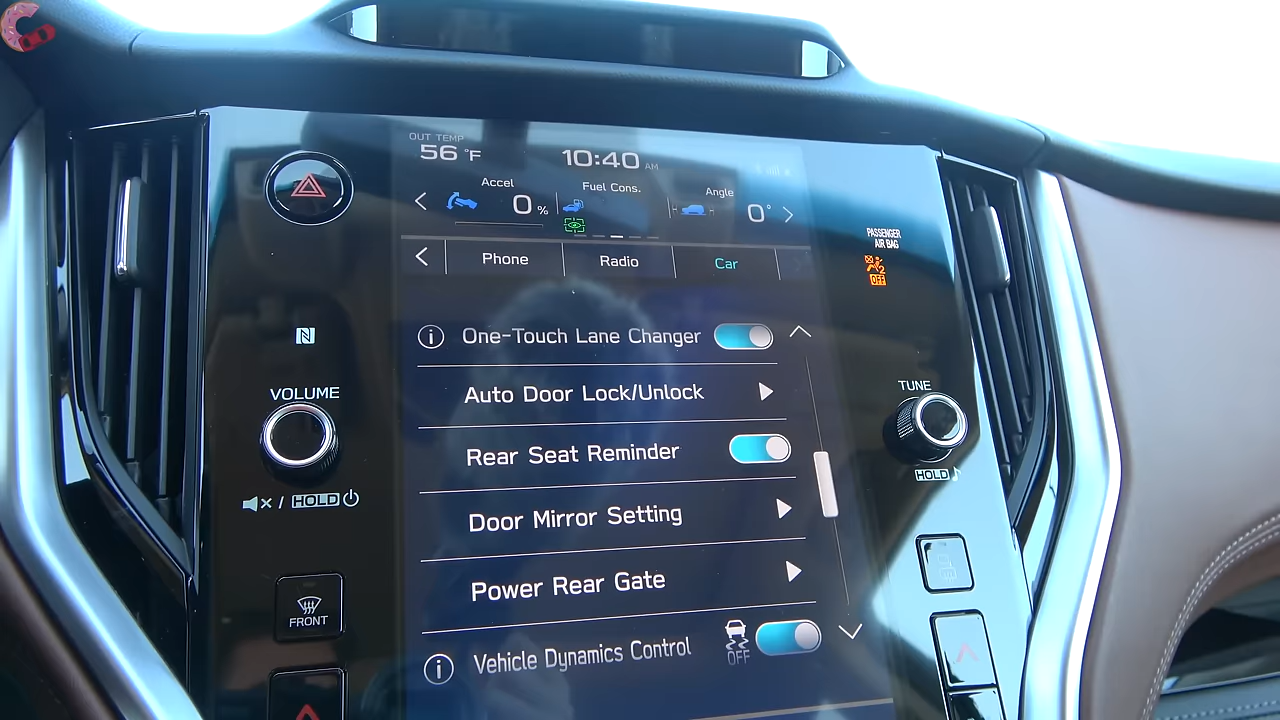 OUT TEMP
56 °F
10:40 AM
Accel
0 %
Fuel Cons.
Angle
0°
PASSENGER
AIR BAG
2
OFF
Phone
Radio
Car
N
One-Touch Lane Changer
Auto Door Lock/Unlock
Rear Seat Reminder
Door Mirror Setting
Power Rear Gate
Vehicle Dynamics Control
OFF
VOLUME
× / HOLD
FRONT
TUNE
HOLD ♪